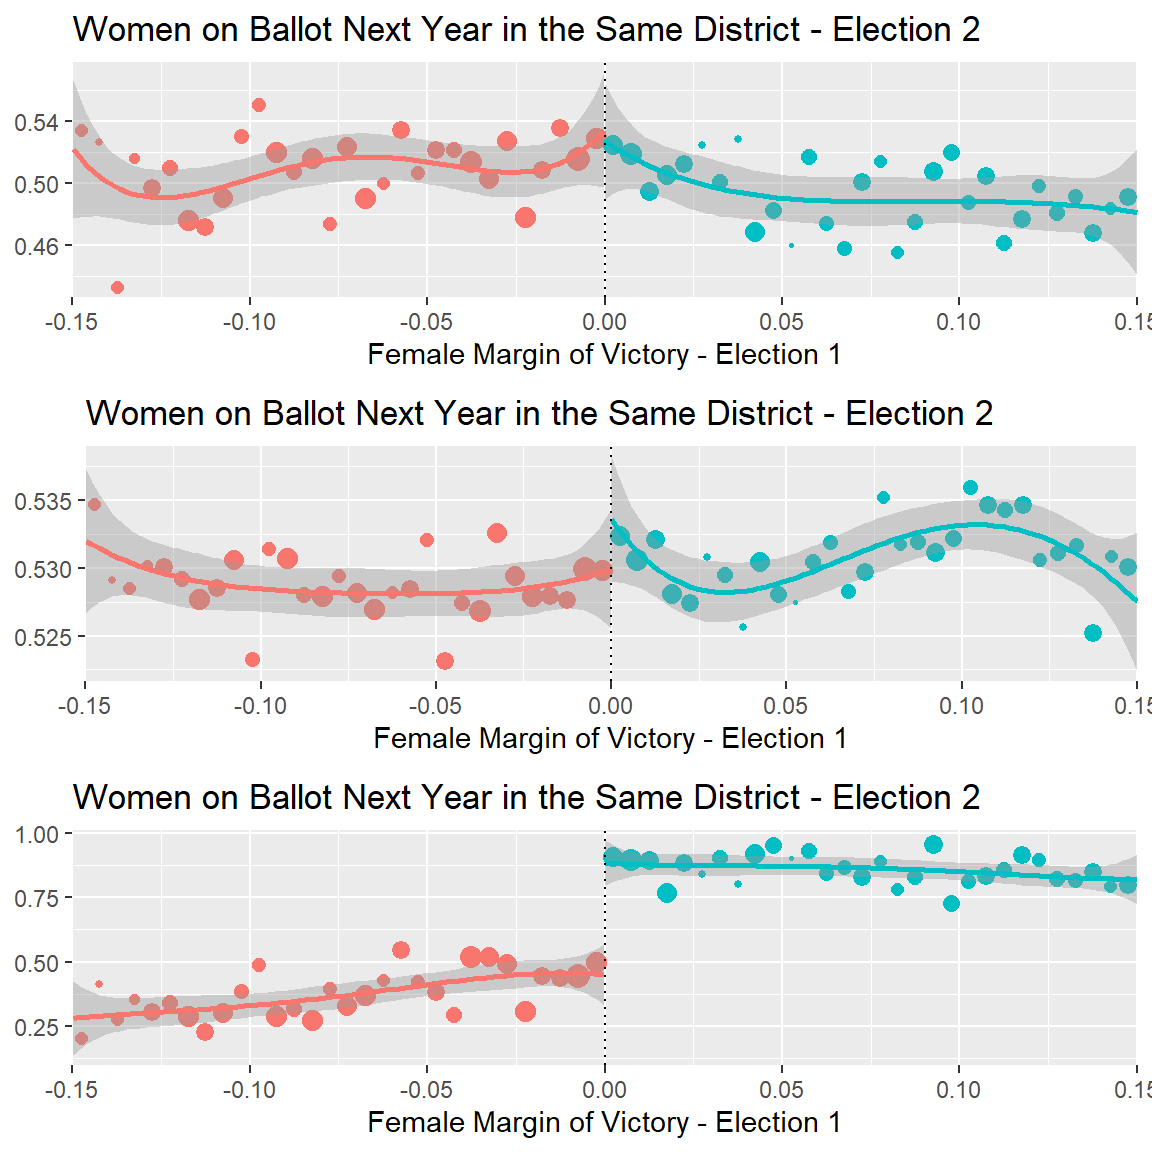 Women on Ballot Next Year in the Same District - Election 2
0.54
0.50
0.46
-0.15 -0.10 -0.05 0.00 0.05 0.10 0.15
Female Margin of Victory - Election 1
Women on Ballot Next Year in the Same District - Election 2
0.535
0.530
0.525
-0.15 -0.10 -0.05 0.00 0.05 0.10 0.15
Female Margin of Victory - Election 1
Women on Ballot Next Year in the Same District - Election 2
1.00
0.75
0.50
0.25
-0.15 -0.10 -0.05 0.00 0.05 0.10 0.15
Female Margin of Victory - Election 1